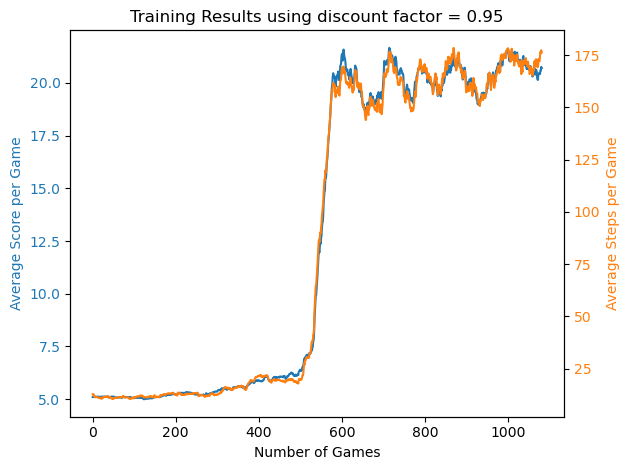 Training Results using discount factor = 0.95
Average Score per Game
20.0
17.5
15.0
12.5
10.0
7.5
5.0
175
150
125
100
75
50
25
Average Steps per Game
0 200 400 600 800 1000
Number of Games